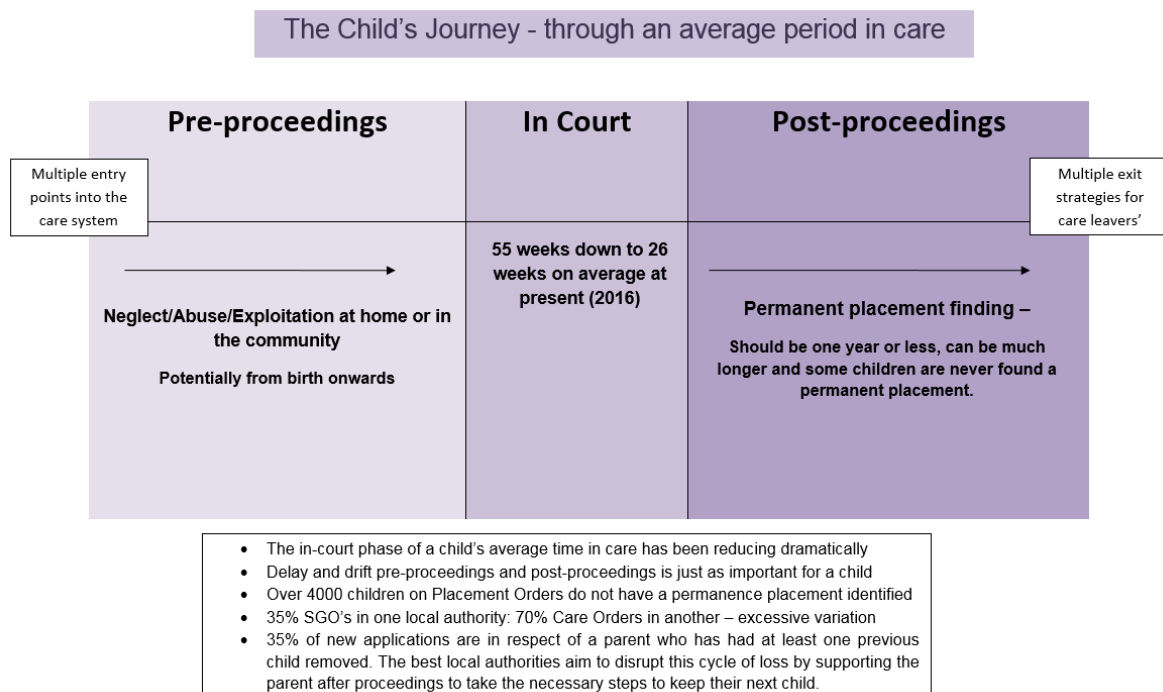 The Child’s Journey - through an average period in care
Pre-proceedings
In Court
Post-proceedings
Multiple entry
points into the
care system
Multiple exit
strategies for
care leavers’
55 weeks down to 26
weeks on average at
present (2016)
Neglect/Abuse/Exploitation at home or in
the community
Potentially from birth onwards
Permanent placement finding –
Should be one year or less, can be much
longer and some children are never found a
permanent placement.
• The in-court phase of a child’s average time in care has been reducing dramatically
• Delay and drift pre-proceedings and post-proceedings is just as important for a child
• Over 4000 children on Placement Orders do not have a permanence placement identified
• 35% SGO’s in one local authority: 70% Care Orders in another – excessive variation
• 35% of new applications are in respect of a parent who has had at least one previous
child removed. The best local authorities aim to disrupt this cycle of loss by supporting the
parent after proceedings to take the necessary steps to keep their next child.